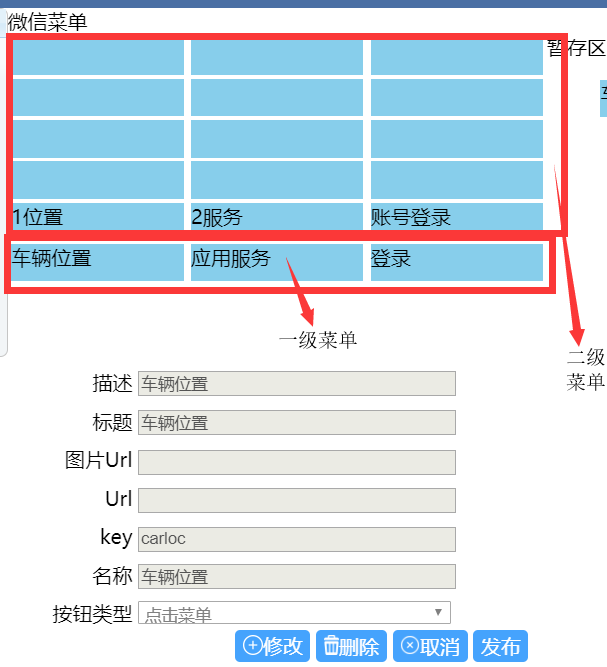 微信菜单
暂存区
1位置 2服务 账号登录
车辆位置 应用服务 登录
一级菜单
二级
菜单
描述 车辆位置
标题 车辆位置
图片Url
Url
key carloc
名称 车辆位置
按钮类型 点击菜单
修改 删除 取消 发布